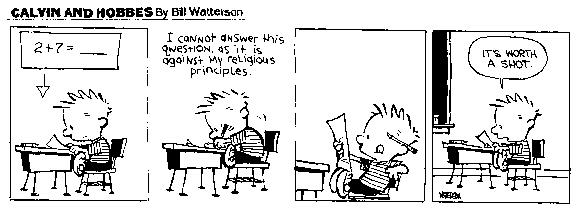 CALVIN AND HOBBES By Bill Watterson
2+7= ___
I cannot answer this
question, as it is
against my religious
principles.
IT'S WORTH
A SHOT.
WATTERSON